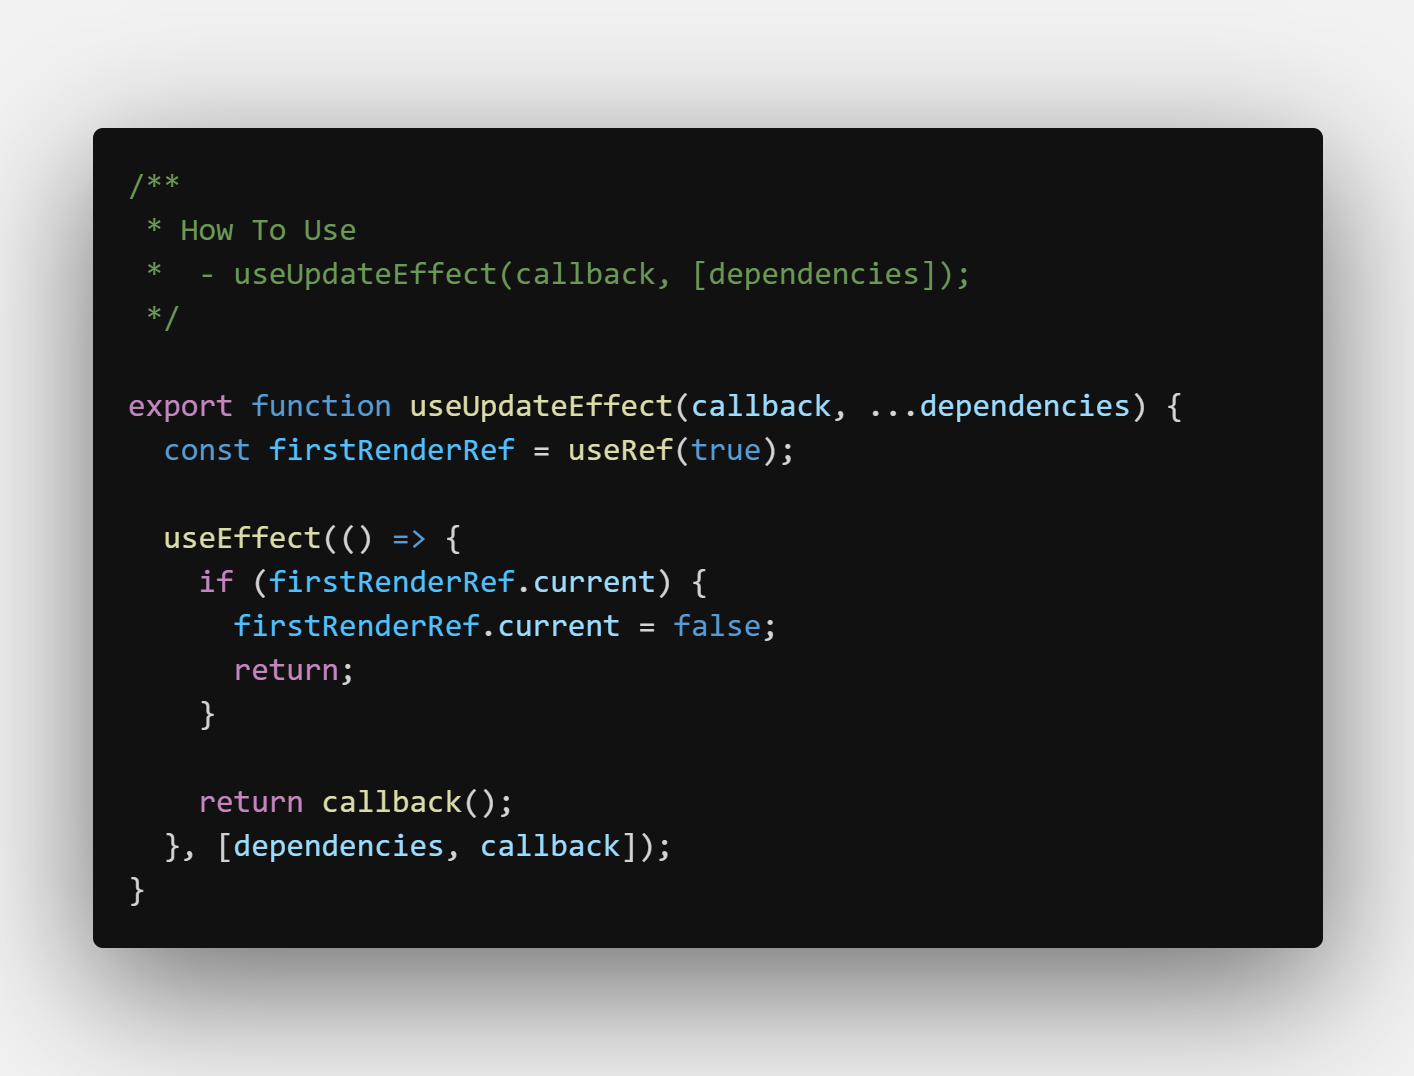 /**
 * How To Use
 *  - useUpdateEffect(callback, [dependencies]);
 */

export function useUpdateEffect(callback, ...dependencies) {
  const firstRenderRef = useRef(true);

  useEffect(() => {
    if (firstRenderRef.current) {
      firstRenderRef.current = false;
      return;
    }

    return callback();
  }, [dependencies, callback]);
}